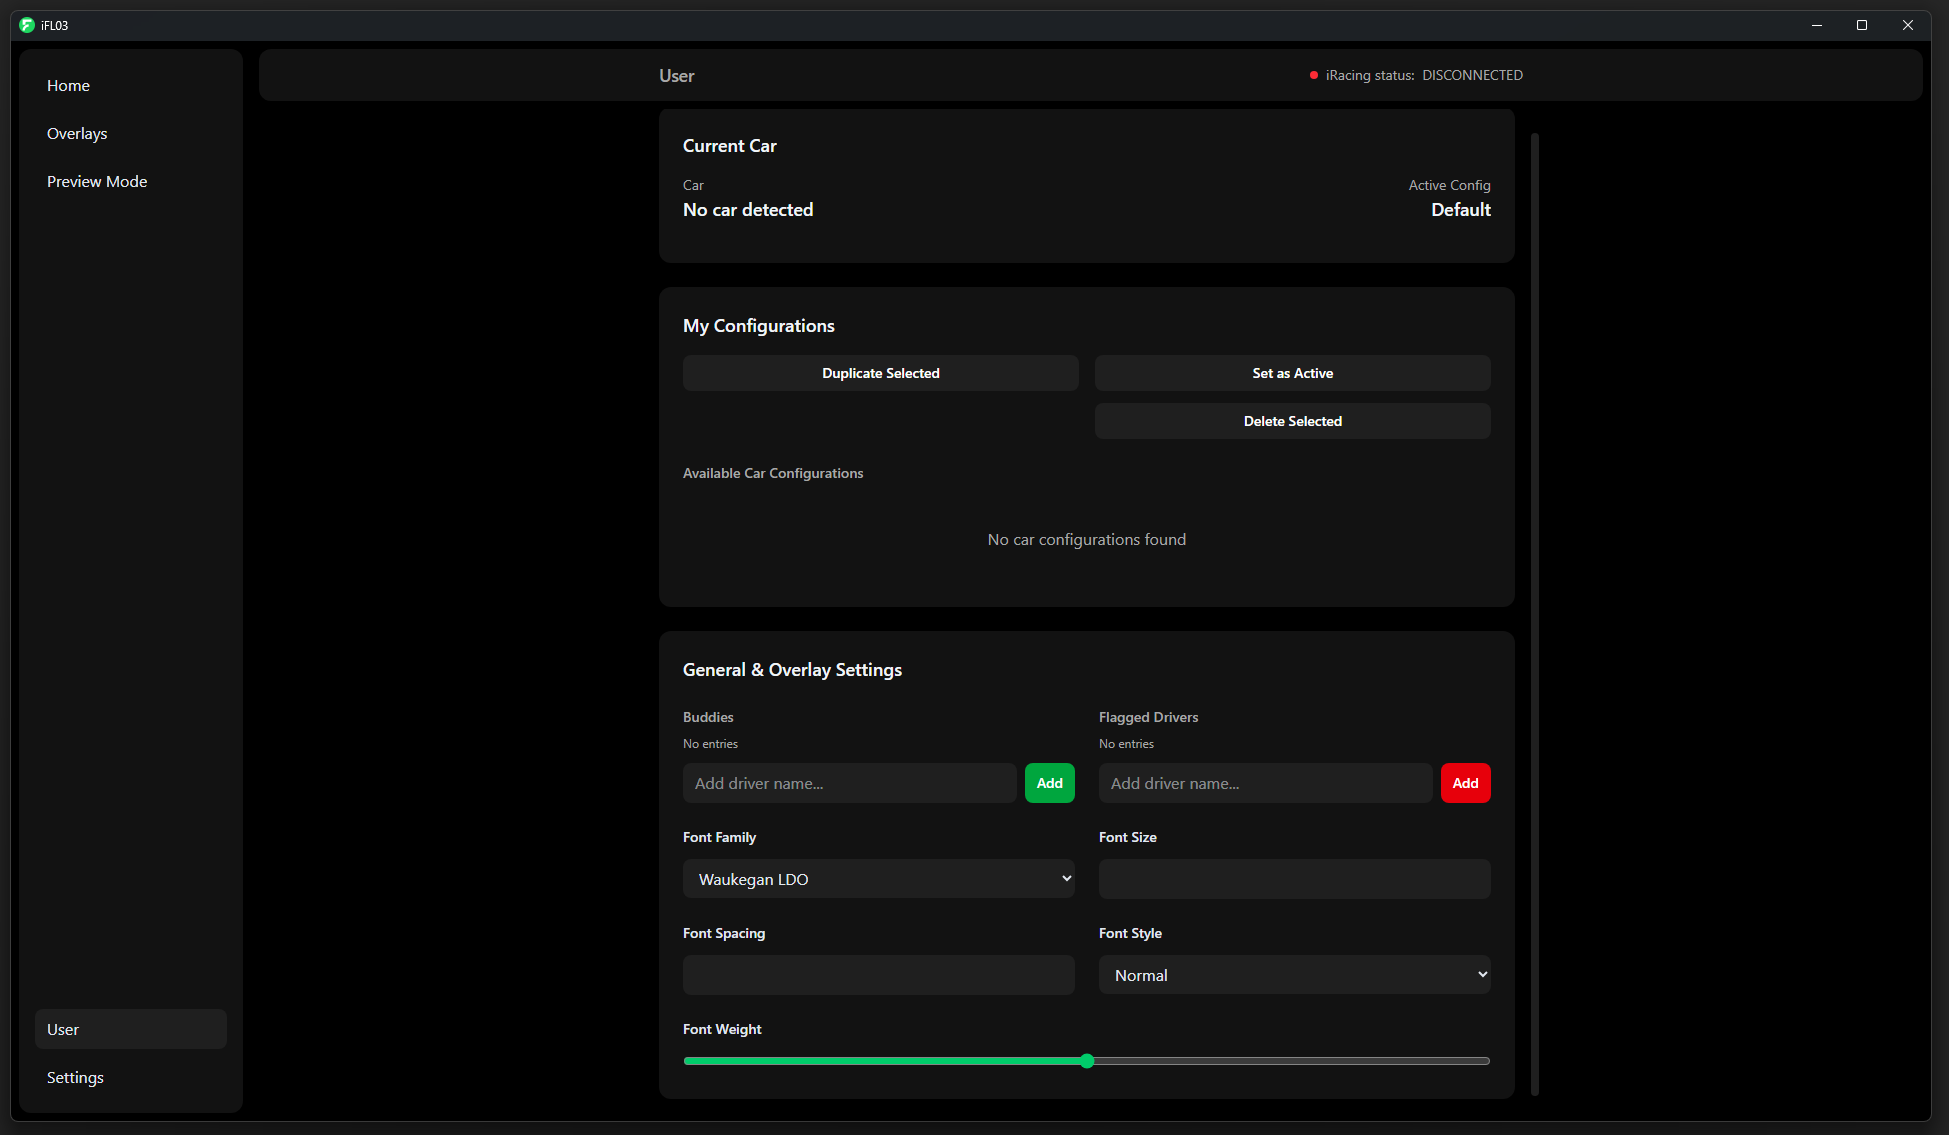 iFL03
Home
Overlays
Preview Mode
User
Settings
User
iRacing status: DISCONNECTED
Current Car
Car
No car detected
Active Config
Default
My Configurations
Duplicate Selected
Set as Active
Delete Selected
Available Car Configurations
No car configurations found
General & Overlay Settings
Buddies
No entries
Add driver name...
Add
Flagged Drivers
No entries
Add driver name...
Add
Font Family
Waukegan LDO
Font Size
Font Spacing
Font Style
Normal
Font Weight